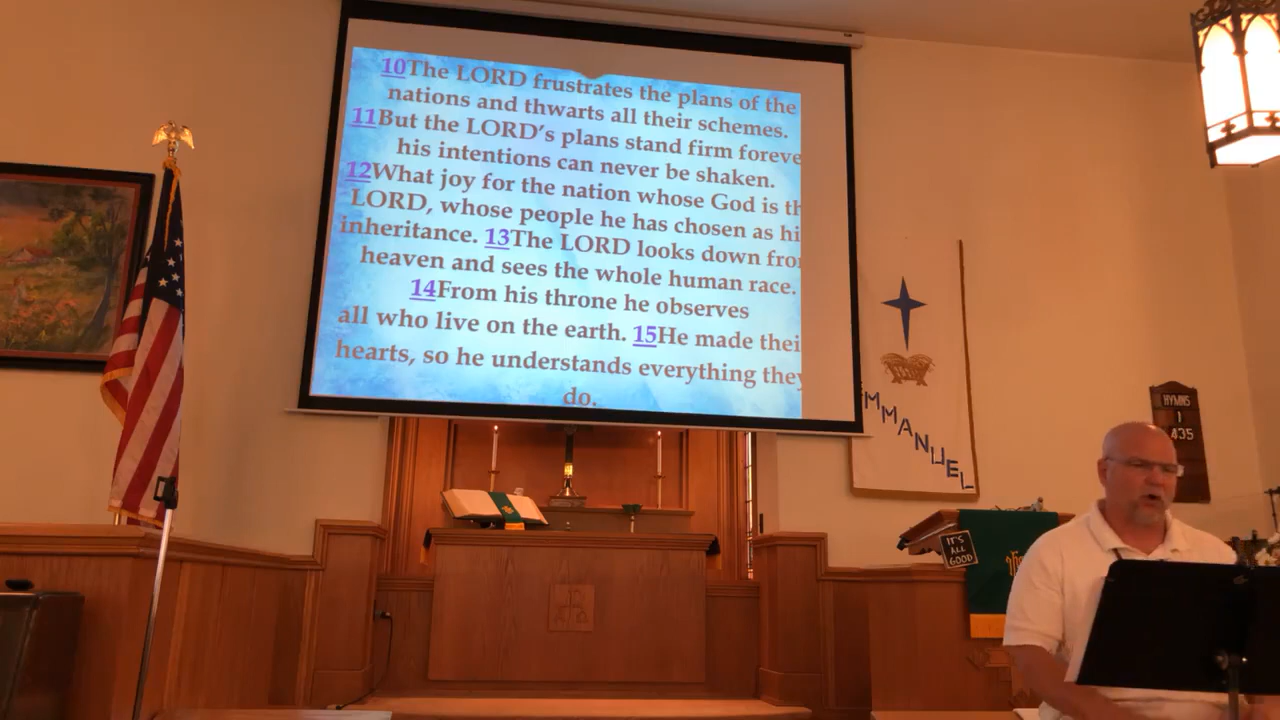 10The LORD frustrates the plans of the
nations and thwarts all their schemes.
11But the LORD's plans stand firm foreve
his intentions can never be shaken.
12What joy for the nation whose God is th
LORD, whose people he has chosen as hi
inheritance. 13The LORD looks down fro
heaven and sees the whole human race.
14From his throne he observes
all who live on the earth. 15He made thei
hearts, so he understands everything they
do.
MMANUEL
HYMNS
1
435
IT'S
ALL
GOOD